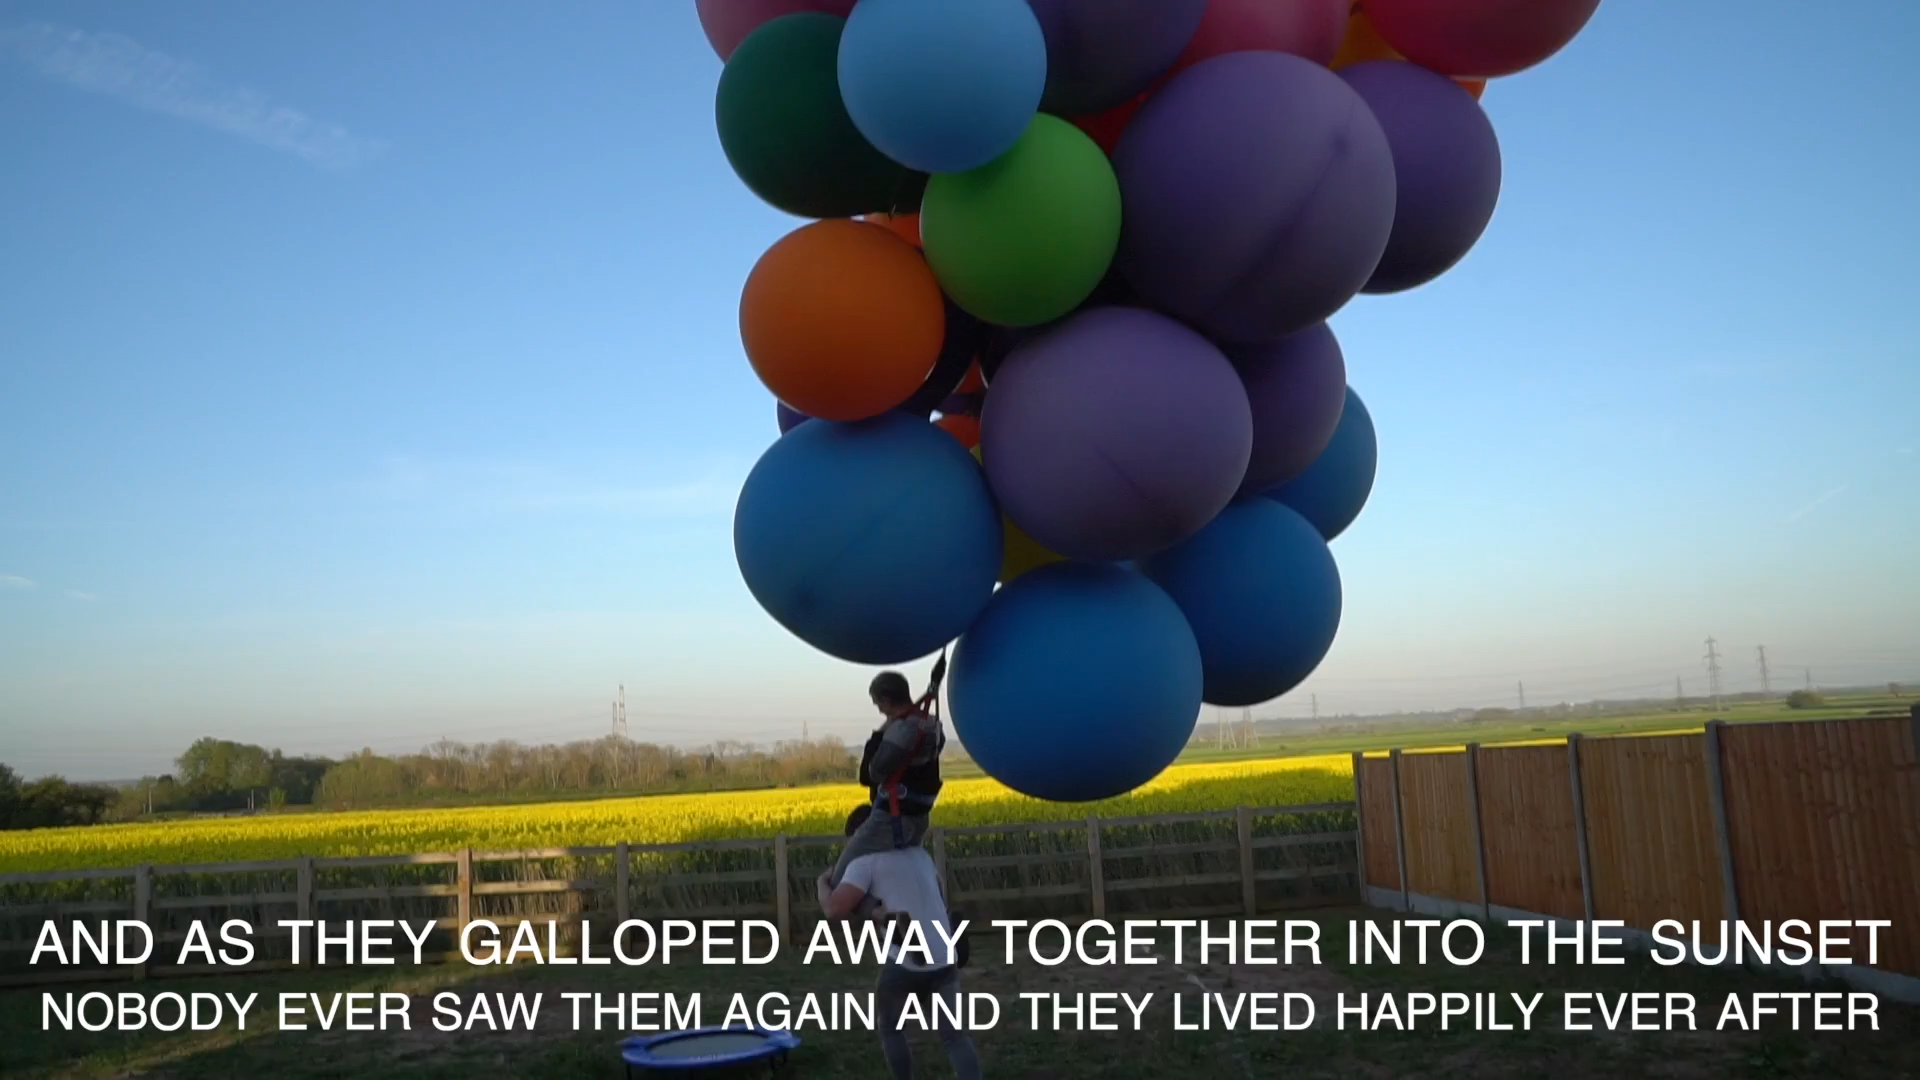 AND AS THEY GALLOPED AWAY TOGETHER INTO THE SUNSET
NOBODY EVER SAW THEM AGAIN AND THEY LIVED HAPPILY EVER AFTER